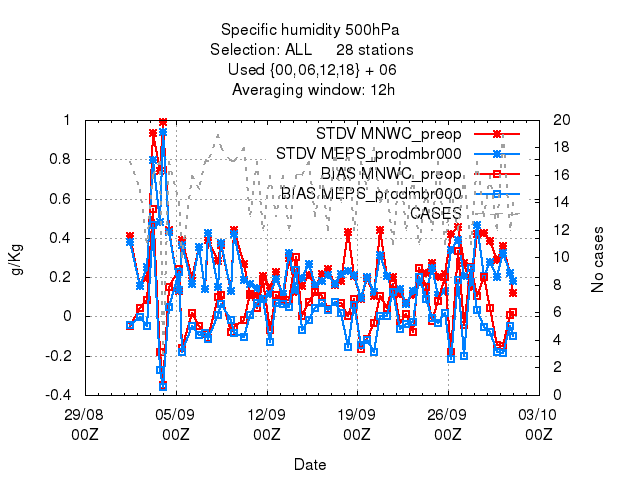 Specific humidity 500hPa
Selection: ALL 28 stations
Used {00,06,12,18} + 06
Averaging window: 12h
STDV MNWC_preop
STDV MEPS_prodmbr000
BIAS MNWC_preop
BIAS MEPS_prodmbr000
CASES
g/Kg
1
0.8
0.6
0.4
0.2
0
-0.2
-0.4
No cases
20
18
16
14
12
10
8
6
4
2
0
29/08 05/09 12/09 19/09 26/09 03/10
00Z 00Z 00Z 00Z 00Z 00Z
Date